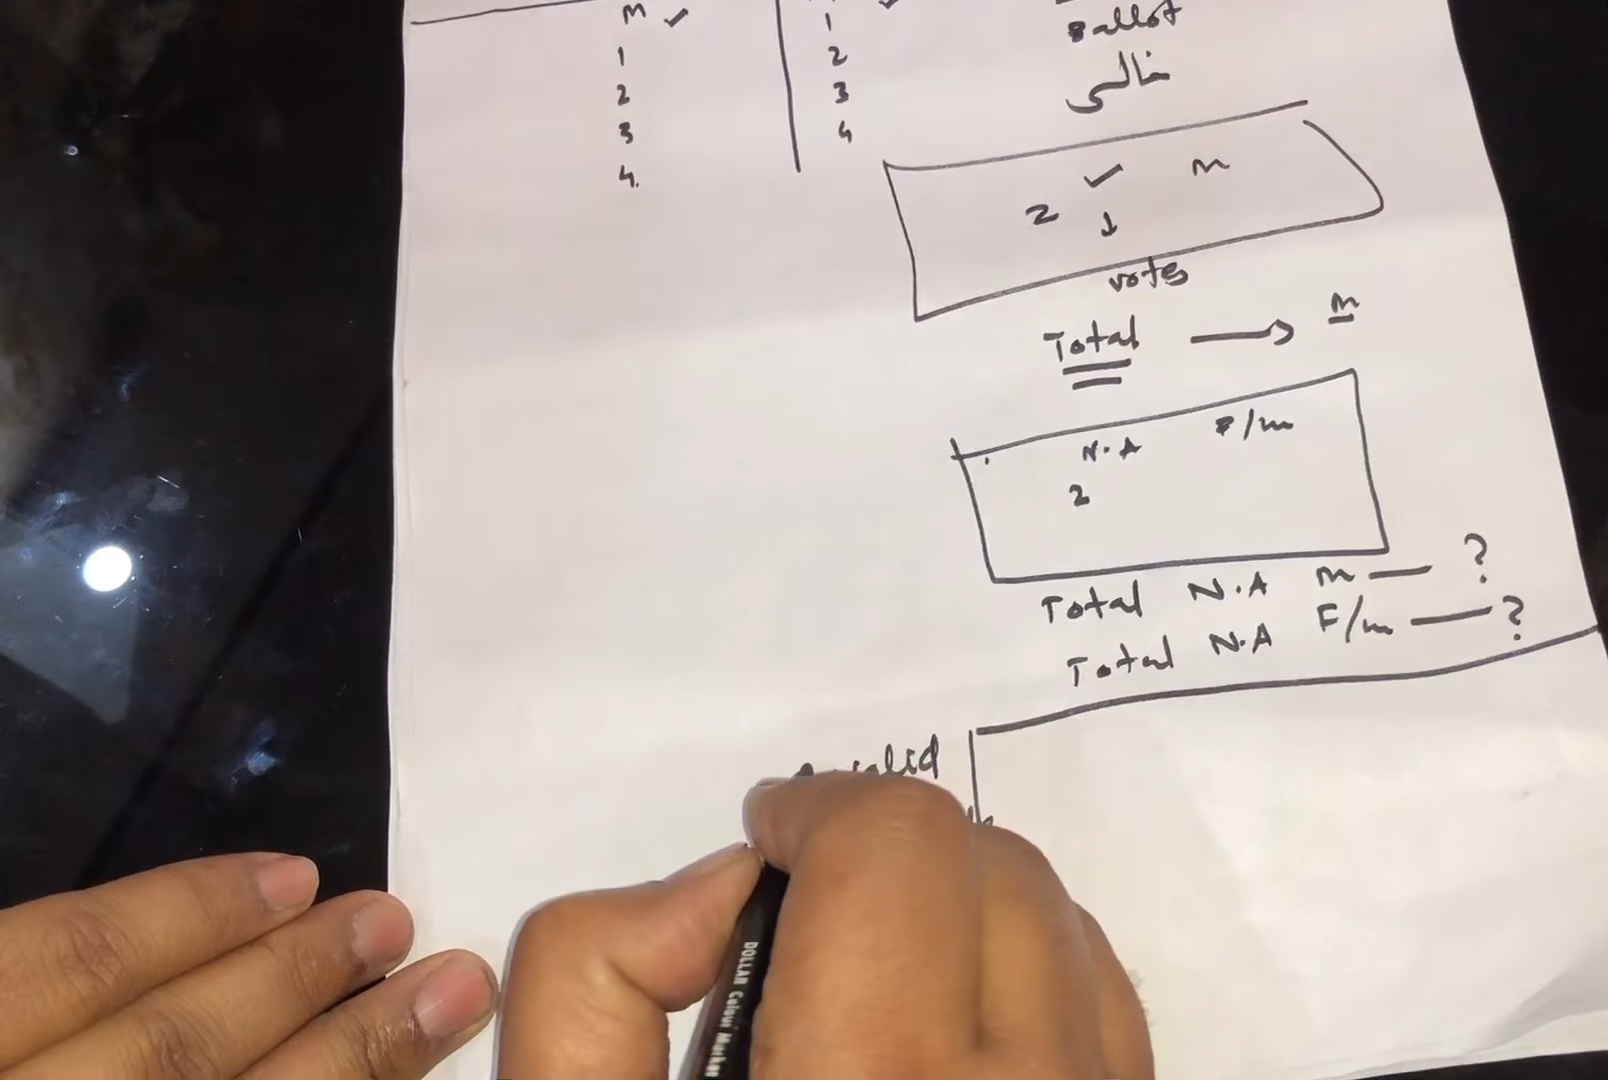 m ✓
1
2
3
4.
1 ✓
2
3
4
Ballot
خالی
✓ m
2 ↓
votes
Total → m
N.A F/m
2
Total N.A m — ?
Total N.A F/m — ?
DOLLAR Colour Marker